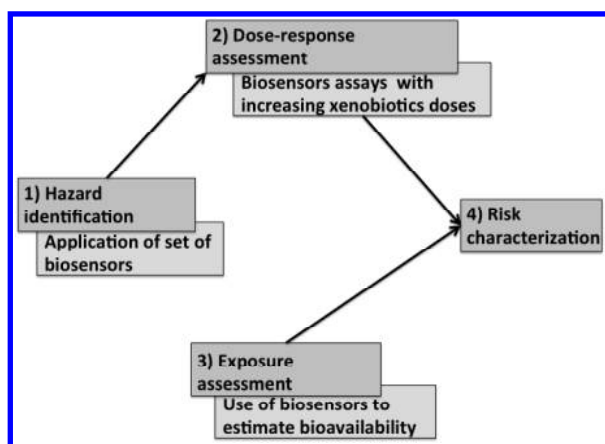 2) Dose-response
assessment
Biosensors assays with
increasing xenobiotics doses
1) Hazard
identification
Application of set of
biosensors
4) Risk
characterization
3) Exposure
assessment
Use of biosensors to
estimate bioavailability